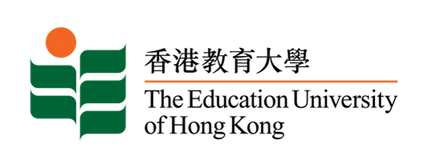 香港教育大學
The Education University
of Hong Kong